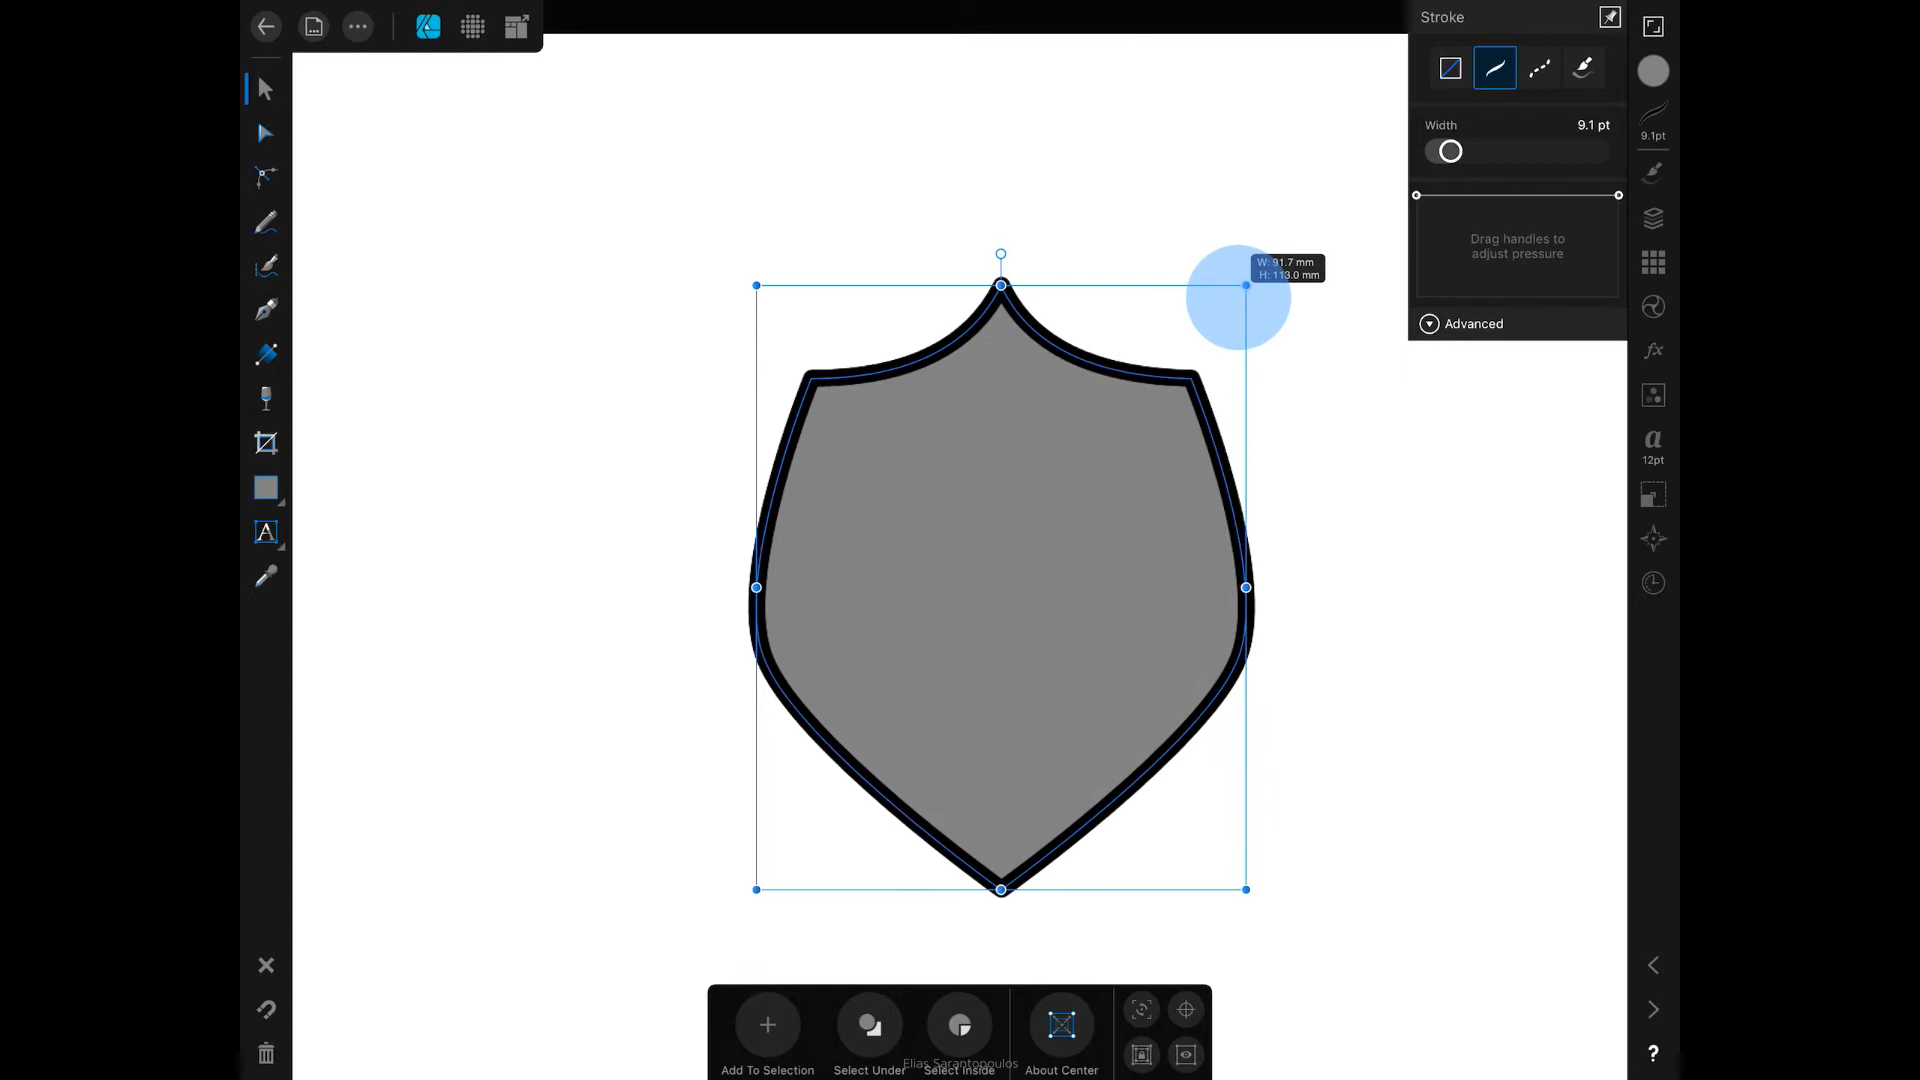 Stroke
Width
9.1 pt
9.1pt
W: 91.7 mm
H: 113.0 mm
Drag handles to
adjust pressure
Advanced
a
12pt
A
Add To Selection
Select Under
Select Inside
About Center
Elias Sarantopoulos
fx
?